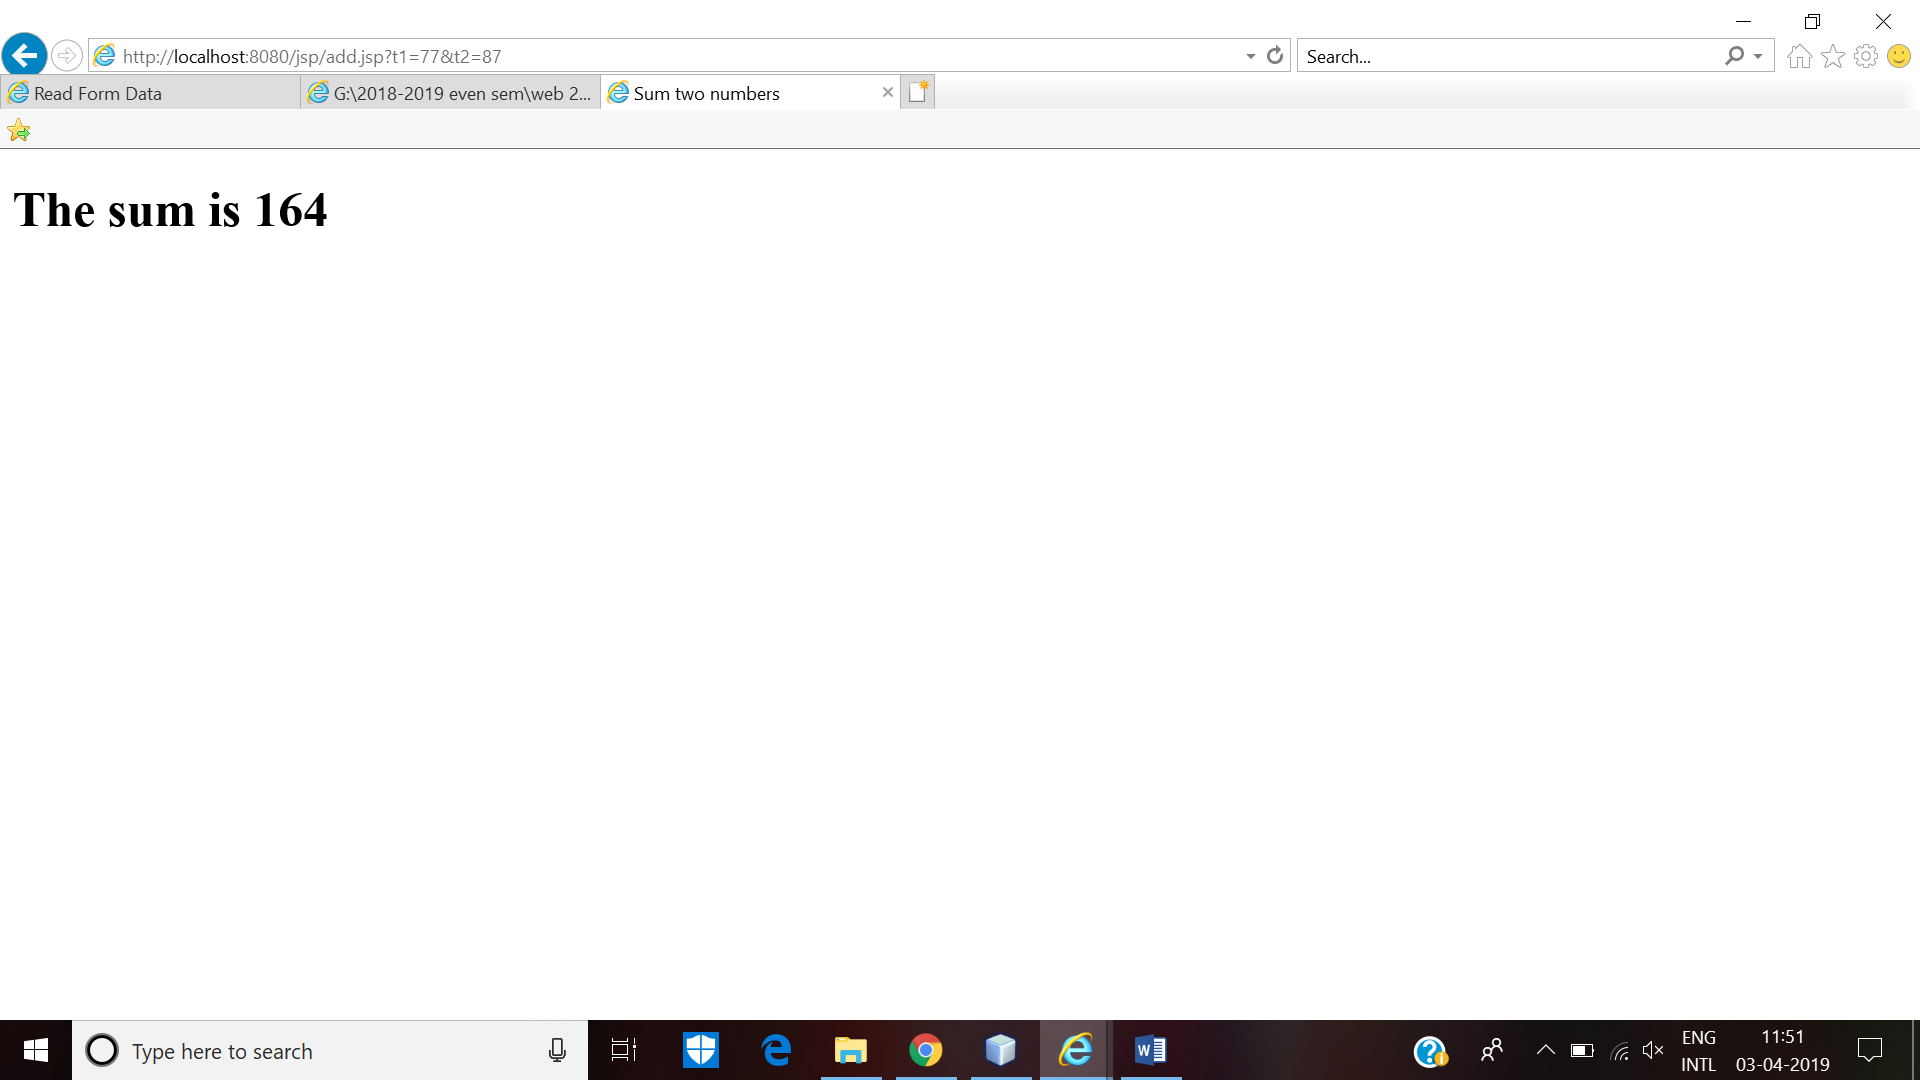 http://localhost:8080/jsp/add.jsp?t1=77&t2=87
Search...
Read Form Data
G:\2018-2019 even sem\web 2...
Sum two numbers
The sum is 164
Type here to search
W
ENG
INTL
11:51
03-04-2019